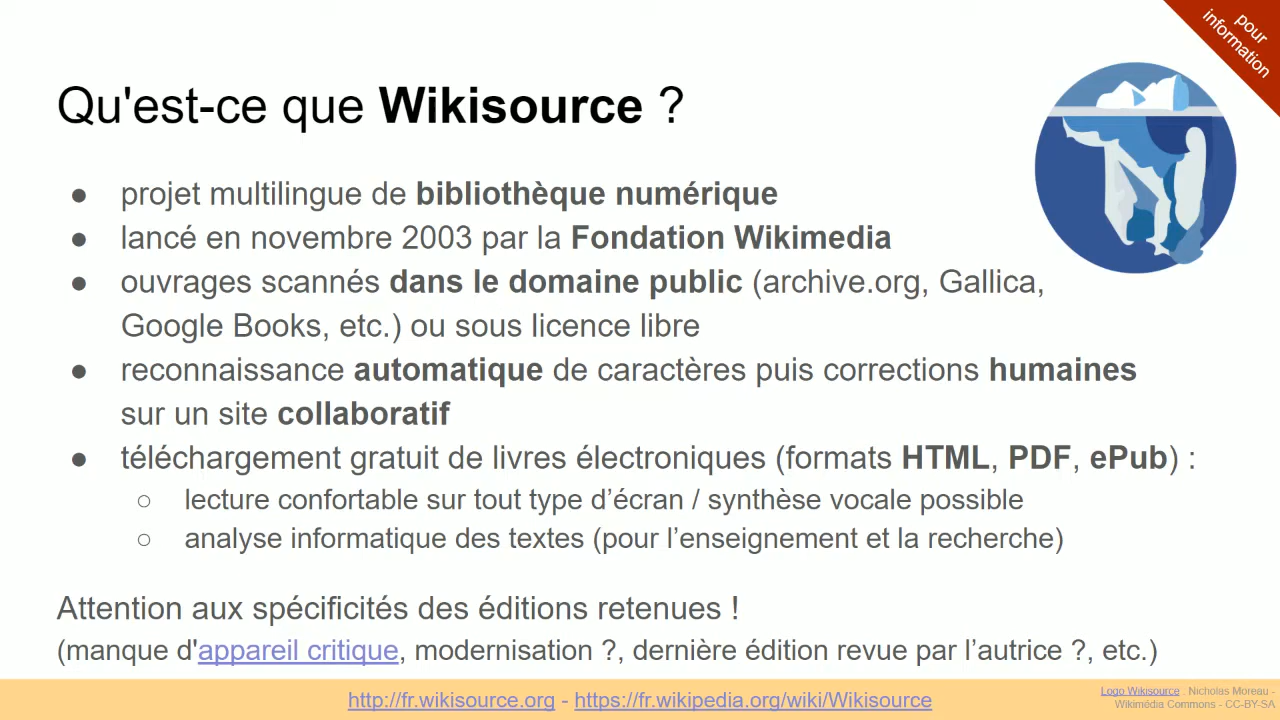 pour
information
Qu'est-ce que Wikisource ?
● projet multilingue de bibliothèque numérique
● lancé en novembre 2003 par la Fondation Wikimedia
● ouvrages scannés dans le domaine public (archive.org, Gallica,
Google Books, etc.) ou sous licence libre
● reconnaissance automatique de caractères puis corrections humaines
sur un site collaboratif
● téléchargement gratuit de livres électroniques (formats HTML, PDF, ePub) :
○ lecture confortable sur tout type d’écran / synthèse vocale possible
○ analyse informatique des textes (pour l’enseignement et la recherche)
Attention aux spécificités des éditions retenues !
(manque d'appareil critique, modernisation ?, dernière édition revue par l’autrice ?, etc.)
http://fr.wikisource.org - https://fr.wikipedia.org/wiki/Wikisource
Logo Wikisource . Nicholas Moreau -
Wikimédia Commons - CC-BY-SA